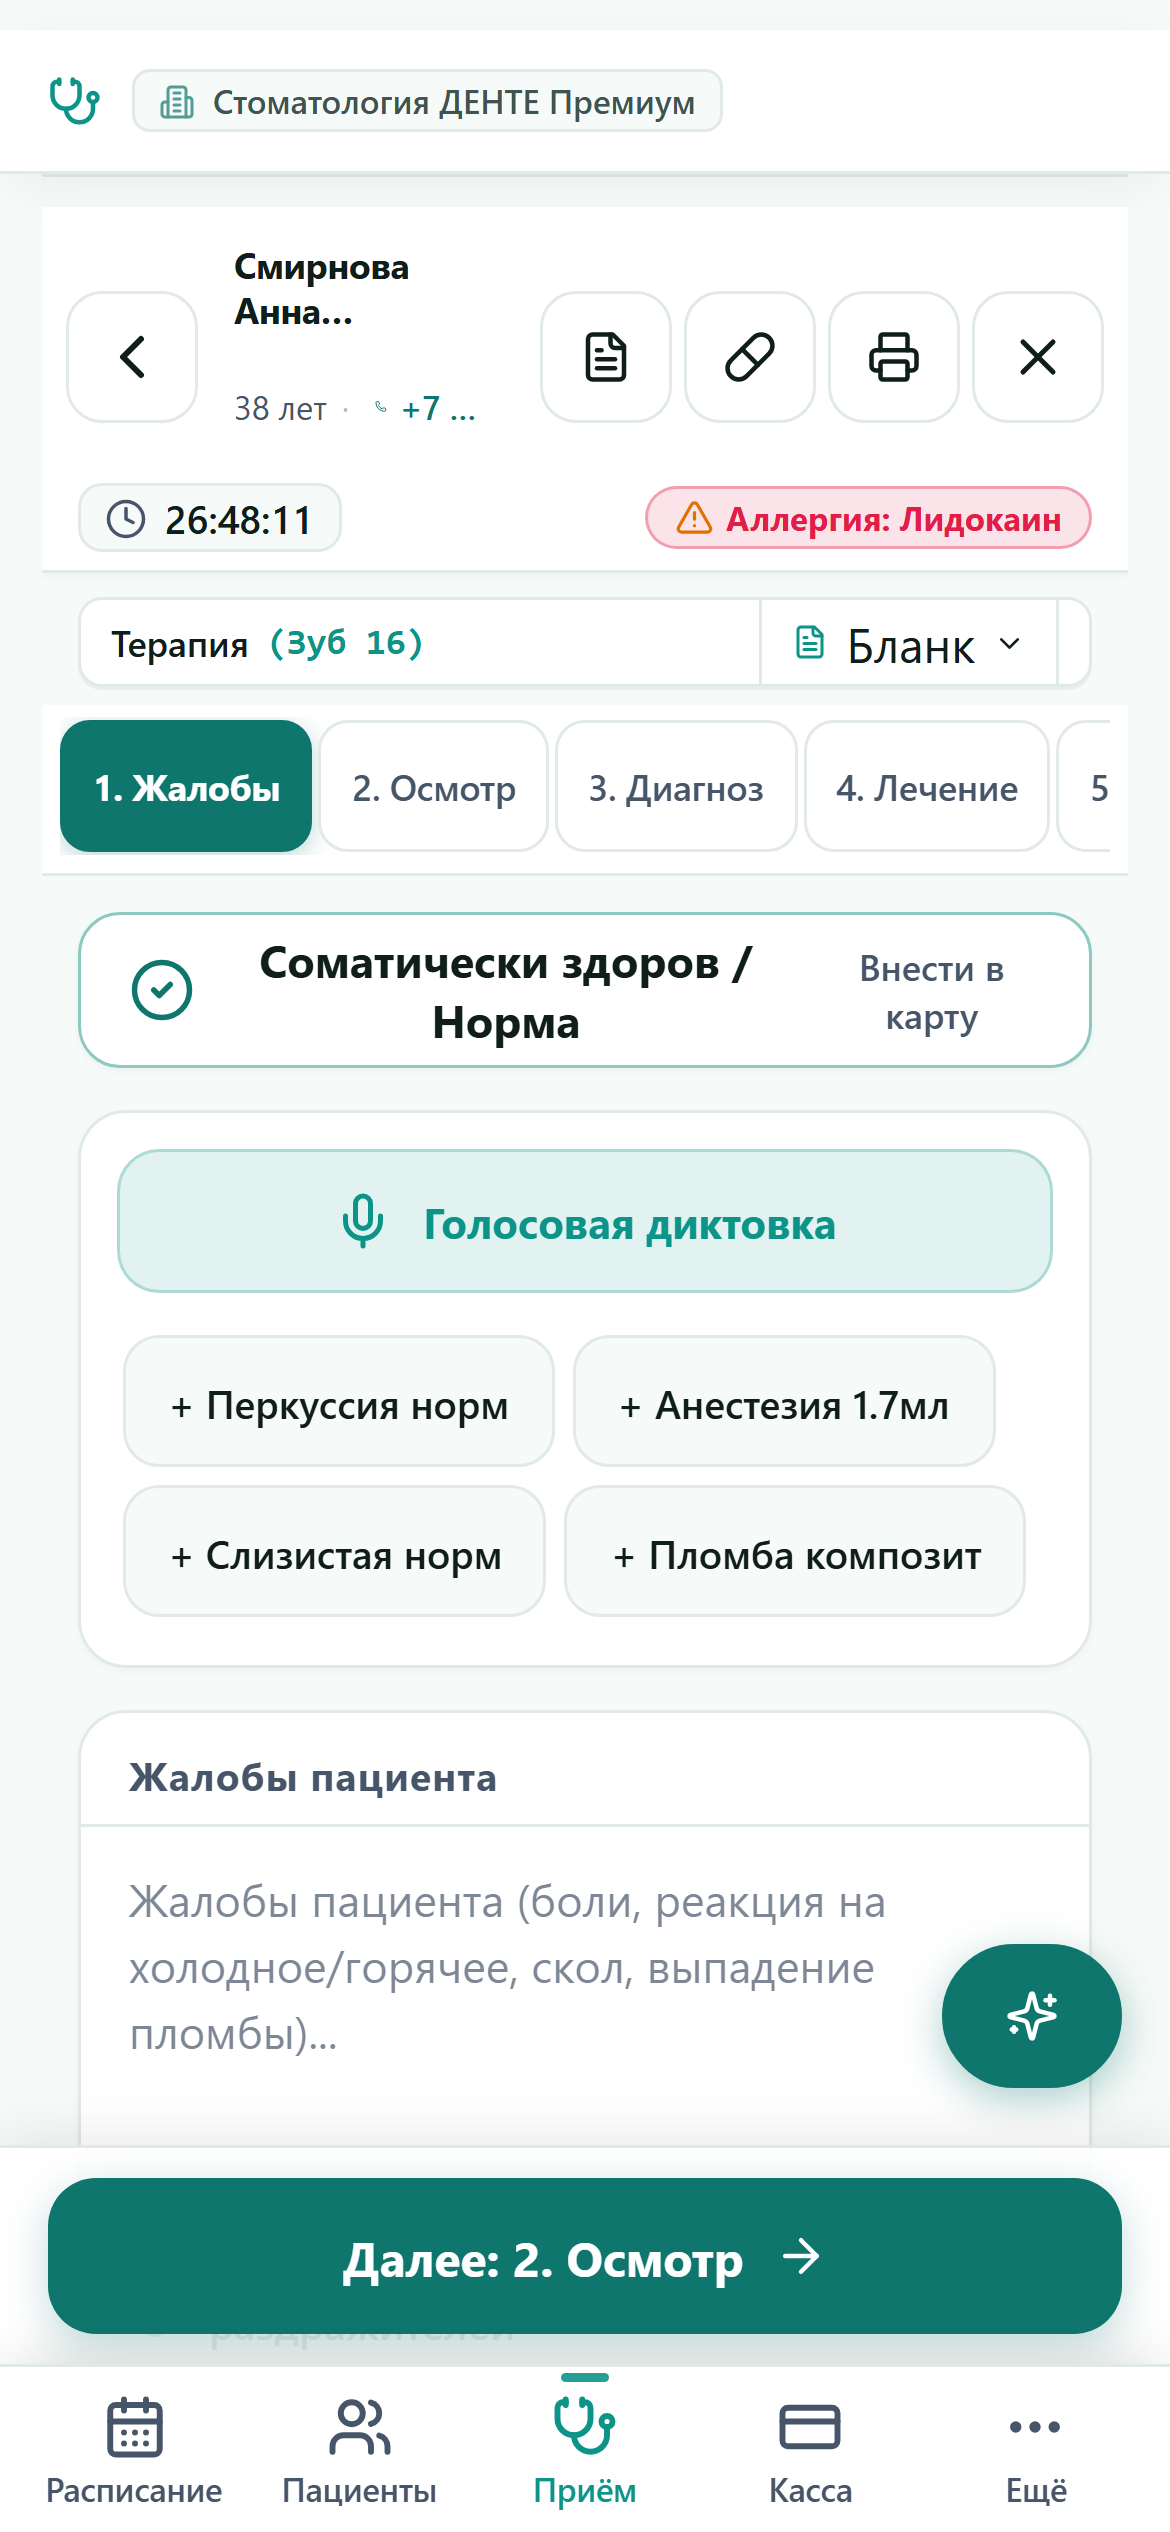 Стоматология ДЕНТЕ Премиум
Смирнова
Анна...
38 лет · +7 ...
26:48:11
Аллергия: Лидокаин
Терапия (Зуб 16)
Бланк
1. Жалобы
2. Осмотр
3. Диагноз
4. Лечение
5
Соматически здоров /
Норма
Внести в
карту
Голосовая диктовка
+ Перкуссия норм
+ Анестезия 1.7мл
+ Слизистая норм
+ Пломба композит
Жалобы пациента
Жалобы пациента (боли, реакция на
холодное/горячее, скол, выпадение
пломбы)...
Далее: 2. Осмотр
раздражителей
Расписание
Пациенты
Приём
Касса
Ещё